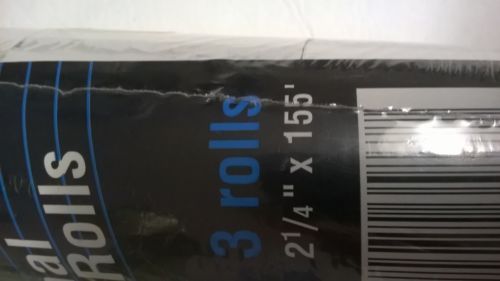 al
Rolls
3 rolls
2 1/4" x 155'